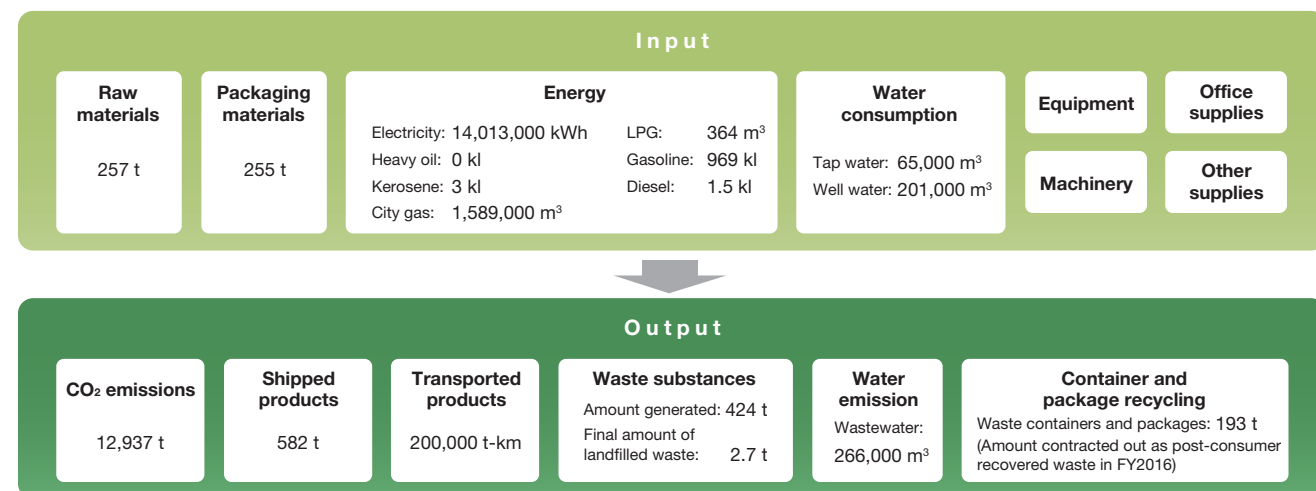 Input
Raw
materials
257 t
Packaging
materials
255 t
Energy
Electricity: 14,013,000 kWh
Heavy oil: 0 kl
Kerosene: 3 kl
City gas: 1,589,000 m³
LPG: 364 m³
Gasoline: 969 kl
Diesel: 1.5 kl
Water
consumption
Tap water: 65,000 m³
Well water: 201,000 m³
Equipment
Office
supplies
Machinery
Other
supplies
Output
CO₂ emissions
12,937 t
Shipped
products
582 t
Transported
products
200,000 t-km
Waste substances
Amount generated: 424 t
Final amount of
landfilled waste: 2.7 t
Water
emission
Wastewater:
266,000 m³
Container and
package recycling
Waste containers and packages: 193 t
(Amount contracted out as post-consumer
recovered waste in FY2016)